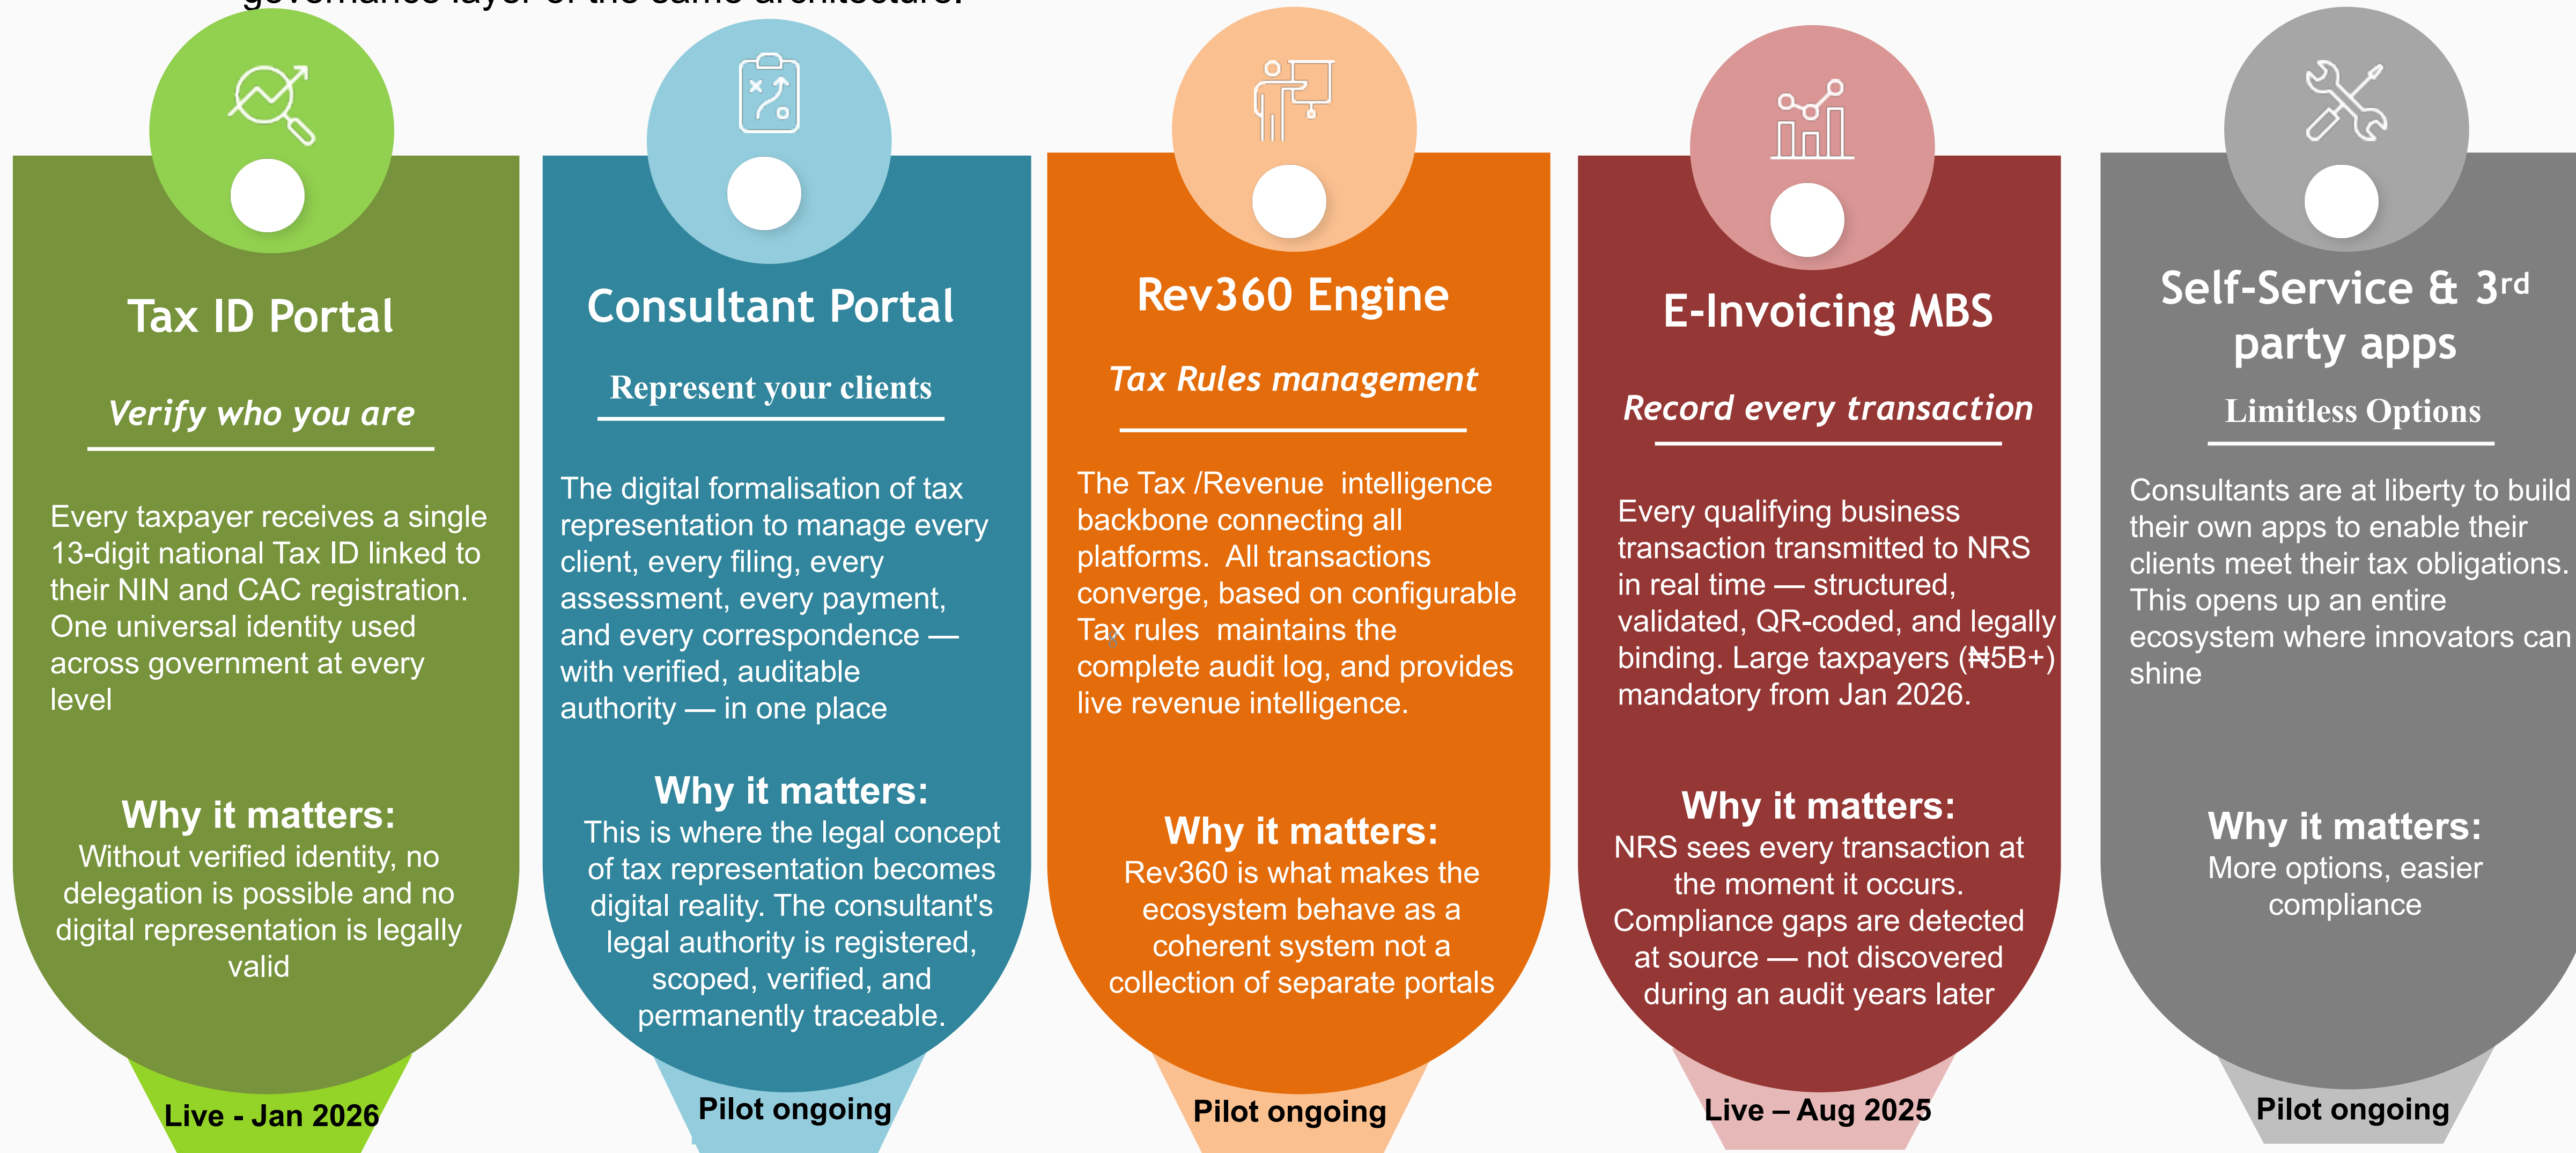 governance layer of the same architecture.
Tax ID Portal
Verify who you are
Every taxpayer receives a single
13-digit national Tax ID linked to
their NIN and CAC registration.
One universal identity used
across government at every
level
Why it matters:
Without verified identity, no
delegation is possible and no
digital representation is legally
valid
Live - Jan 2026
Consultant Portal
Represent your clients
The digital formalisation of tax
representation to manage every
client, every filing, every
assessment, every payment,
and every correspondence —
with verified, auditable
authority — in one place
Why it matters:
This is where the legal concept
of tax representation becomes
digital reality. The consultant's
legal authority is registered,
scoped, verified, and
permanently traceable.
Pilot ongoing
Rev360 Engine
Tax Rules management
The Tax /Revenue  intelligence
backbone connecting all
platforms.  All transactions
converge, based on configurable
Tax rules  maintains the
complete audit log, and provides
live revenue intelligence.
Why it matters:
Rev360 is what makes the
ecosystem behave as a
coherent system not a
collection of separate portals
Pilot ongoing
E-Invoicing MBS
Record every transaction
Every qualifying business
transaction transmitted to NRS
in real time — structured,
validated, QR-coded, and legally
binding. Large taxpayers (₦5B+)
mandatory from Jan 2026.
Why it matters:
NRS sees every transaction at
the moment it occurs.
Compliance gaps are detected
at source — not discovered
during an audit years later
Live – Aug 2025
Self-Service & 3rd
party apps
Limitless Options
Consultants are at liberty to build
their own apps to enable their
clients meet their tax obligations.
This opens up an entire
ecosystem where innovators can
shine
Why it matters:
More options, easier
compliance
Pilot ongoing